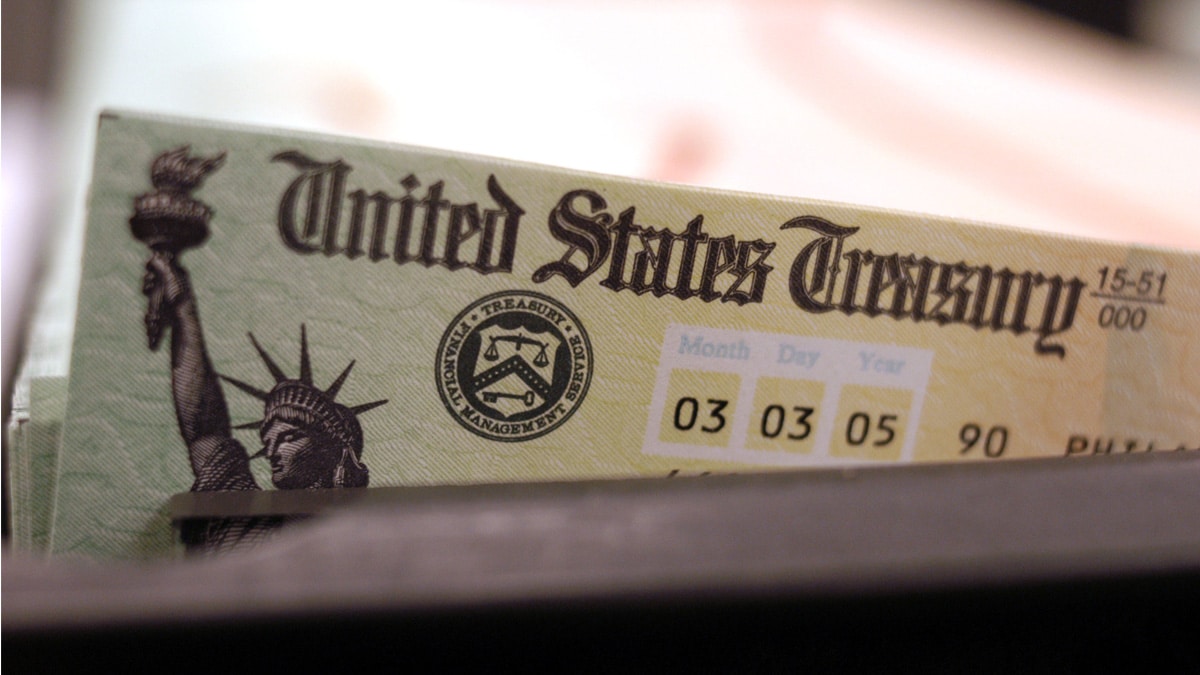 United States Treasury
15-51
000
TREASURY
FINANCIAL MANAGEMENT SERVICE
Month Day Year
03 03 05
90